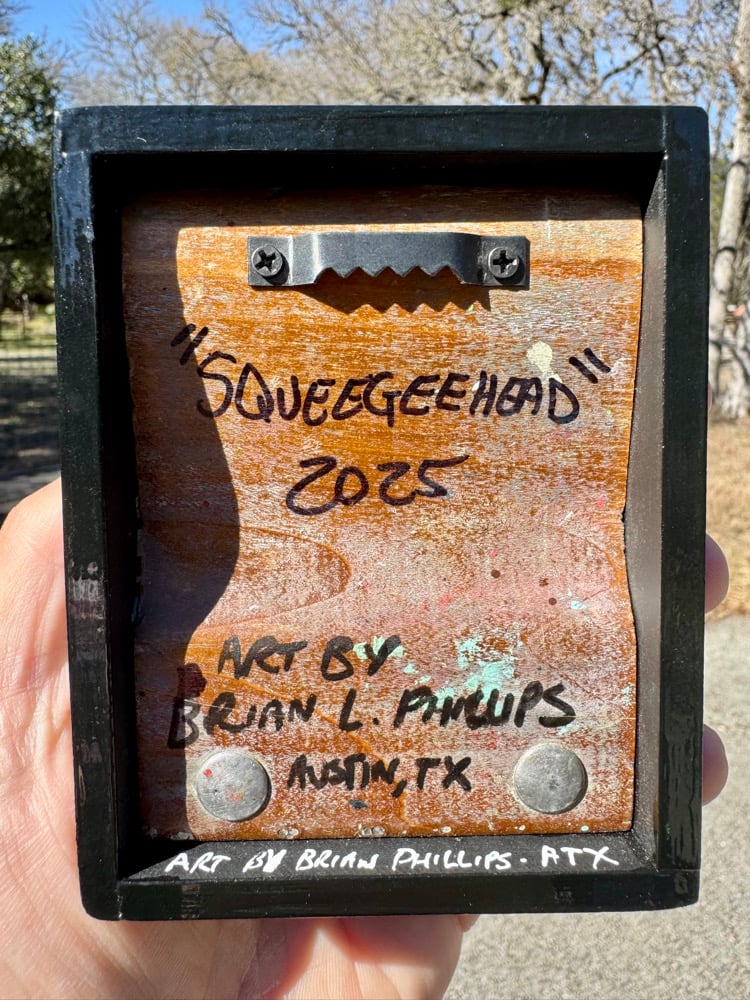 "SQUEEGEEHEAD"
2025
ART BY
BRIAN L. PHILLIPS
AUSTIN, TX
ART BY BRIAN PHILLIPS - ATX